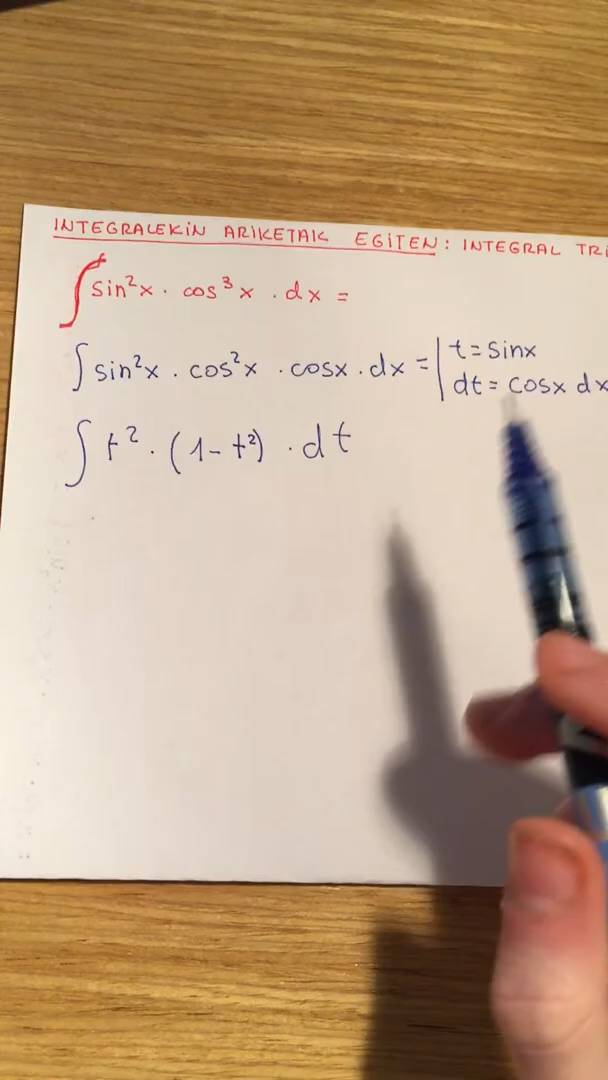 INTEGRALEKIN ARIKETAK EGITEN: INTEGRAL
∫sin²x · cos³x · dx =
∫sin²x · cos²x · cosx · dx = | t = sinx
dt = cosx dx
∫t² · (1 - t²) · dt